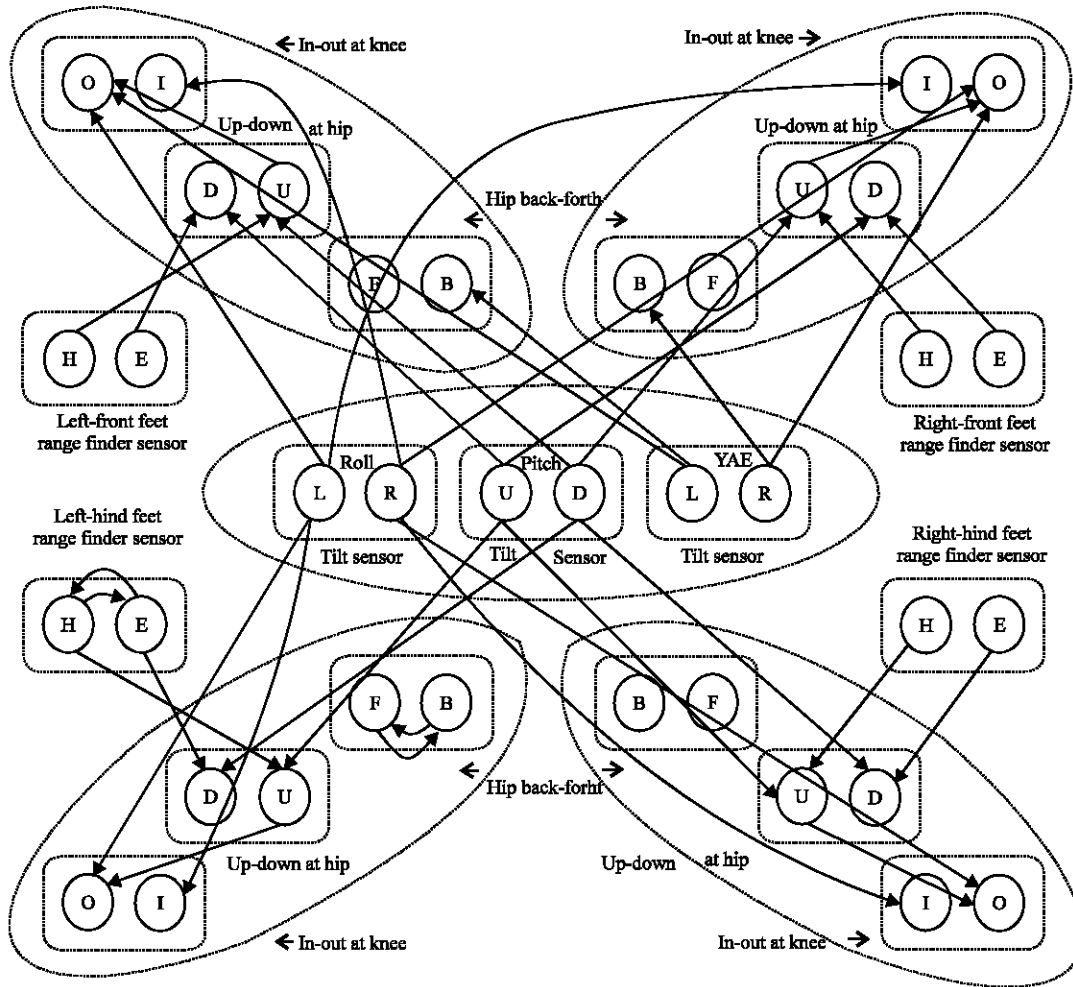 ← In-out at knee
In-out at knee →
O I
I O
Up-down at hip
Up-down at hip
D U
U D
← Hip back-forth →
F B
B F
H E
H E
Left-front feet
range finder sensor
Right-front feet
range finder sensor
Roll
Pitch
YAE
L R
U D
L R
Tilt sensor
Tilt Sensor
Tilt sensor
Left-hind feet
range finder sensor
Right-hind feet
range finder sensor
H E
H E
F B
B F
← Hip back-forhf →
D U
U D
Up-down at hip
Up-down at hip
O I
I O
← In-out at knee
In-out at knee →